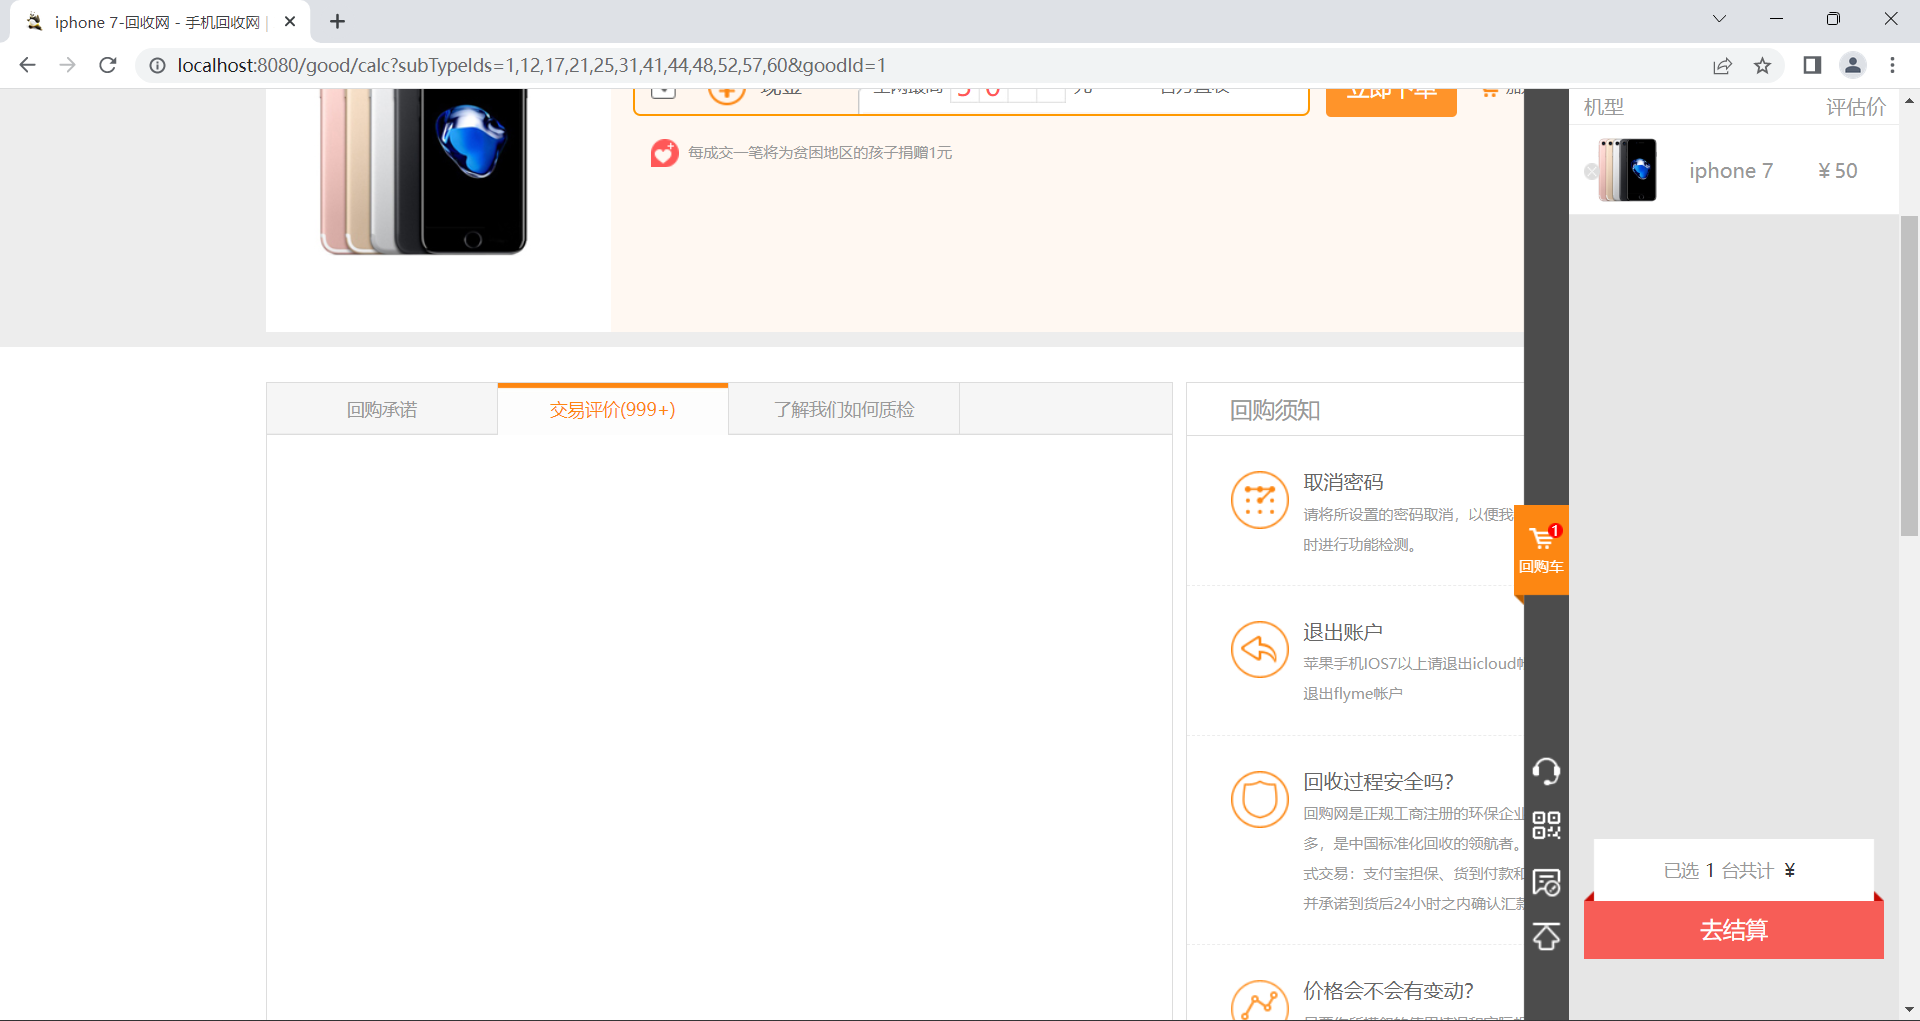 iphone 7-回收网 - 手机回收网 |
localhost:8080/good/calc?subTypeIds=1,12,17,21,25,31,41,44,48,52,57,60&goodId=1
每成交一笔将为贫困地区的孩子捐赠1元
回购承诺
交易评价(999+)
了解我们如何质检
回购须知
取消密码
请将所设置的密码取消，以便我
时进行功能检测。
退出账户
苹果手机IOS7以上请退出icloud
退出flyme帐户
回收过程安全吗？
回购网是正规工商注册的环保企业
多，是中国标准化回收的领航者。
式交易：支付宝担保、货到付款和
并承诺到货后24小时之内确认汇款
价格会不会有变动？
1
回购车
机型 评估价
iphone 7 ¥ 50
已选 1 台共计 ¥
去结算